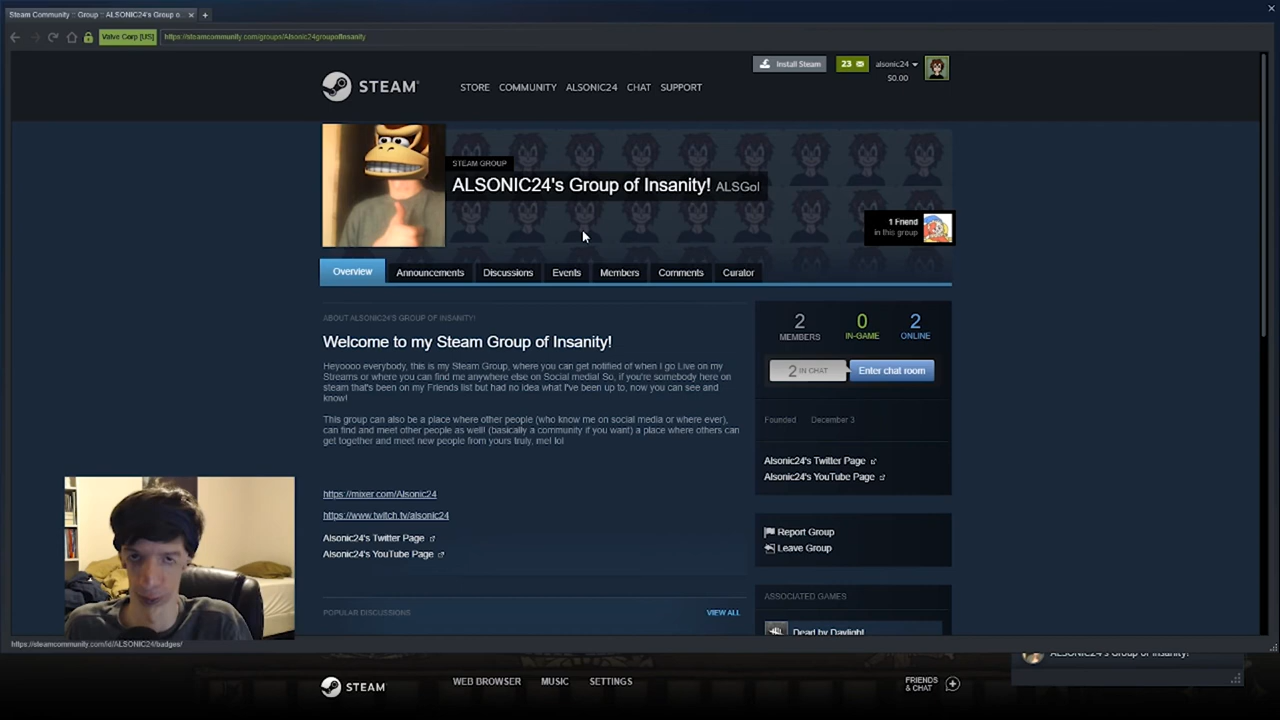 Steam Community :: Group :: ALSONIC24's Group o...
Valve Corp [US]
https://steamcommunity.com/groups/Alsonic24groupofinsanity
Install Steam
23
alsonic24
$0.00
STEAM
STORE COMMUNITY ALSONIC24 CHAT SUPPORT
STEAM GROUP
ALSONIC24's Group of Insanity! ALSGoI
1 Friend
in this group
Overview Announcements Discussions Events Members Comments Curator
ABOUT ALSONIC24'S GROUP OF INSANITY!
Welcome to my Steam Group of Insanity!
Heyoooo everybody, this is my Steam Group, where you can get notified of when I go Live on my
Streams or where you can find me anywhere else on Social media! So, if you're somebody here on
steam that's been on my Friends list but had no idea what I've been up to, now you can see and
know!
This group can also be a place where other people (who know me on social media or where ever),
can find and meet other people as well! (basically a community if you want) a place where others can
get together and meet new people from yours truly, me! lol
https://mixer.com/Alsonic24
https://www.twitch.tv/alsonic24
Alsonic24's Twitter Page
Alsonic24's YouTube Page
POPULAR DISCUSSIONS
VIEW ALL
2 0 2
MEMBERS IN-GAME ONLINE
2 IN CHAT
Enter chat room
Founded December 3
Alsonic24's Twitter Page
Alsonic24's YouTube Page
Report Group
Leave Group
ASSOCIATED GAMES
Dead by Daylight
https://steamcommunity.com/id/ALSONIC24/badges/
ALSONIC24's Group of Insanity!
STEAM
WEB BROWSER MUSIC SETTINGS
FRIENDS
& CHAT